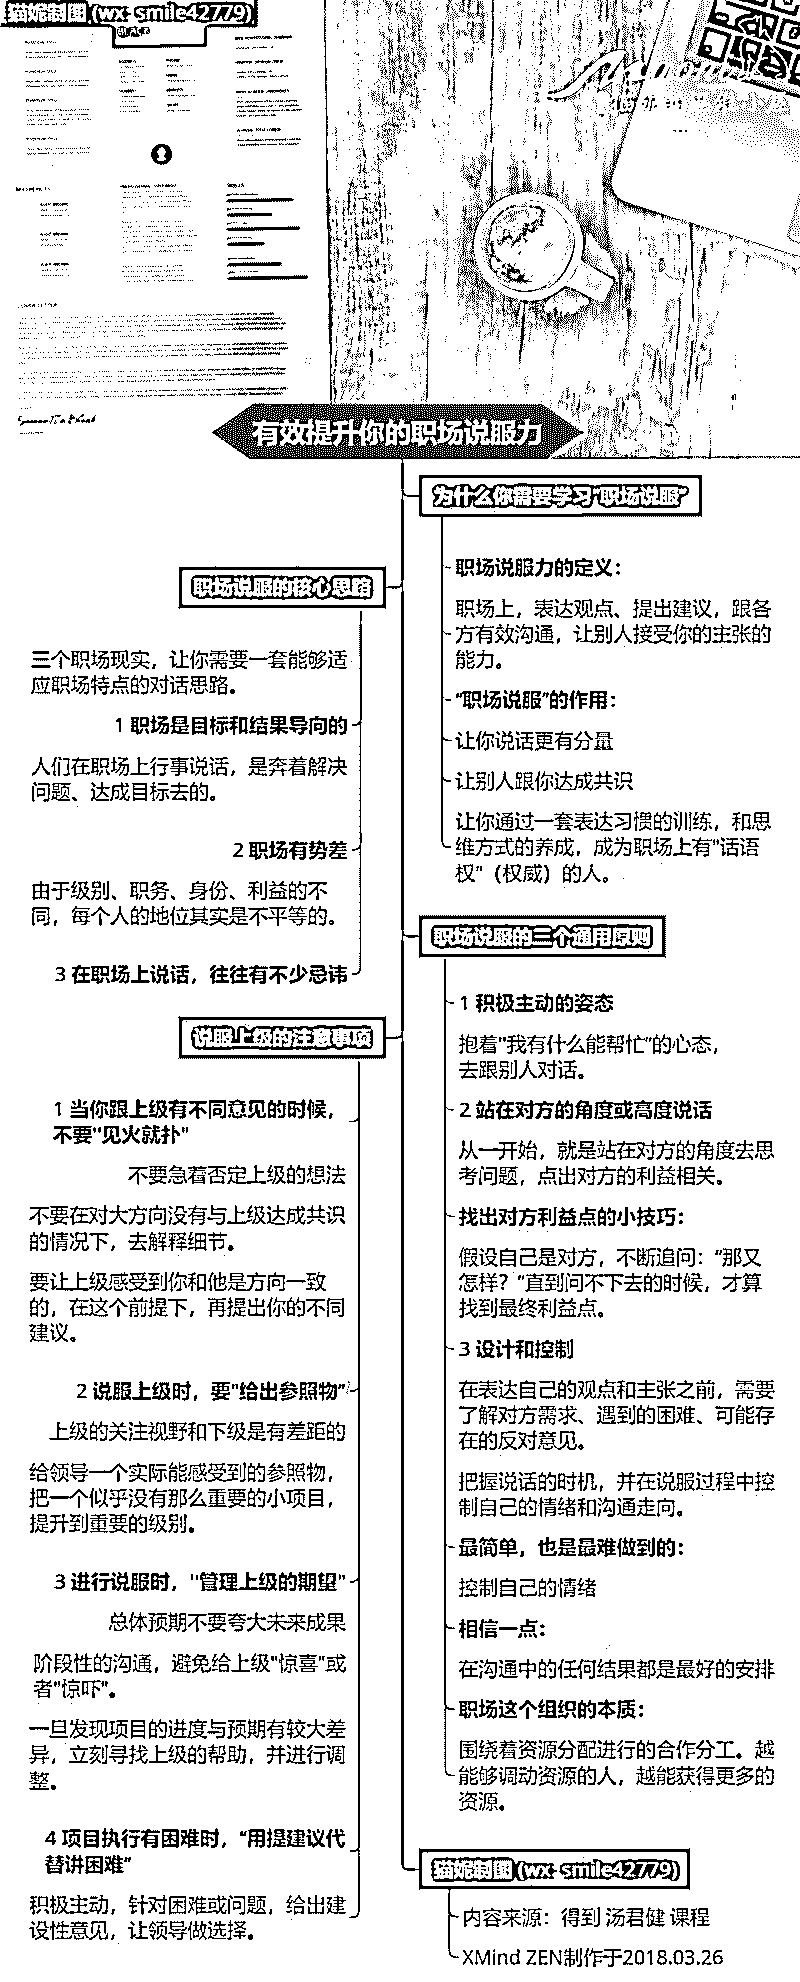 猫妮制图 (wx- smile42779)
有效提升你的职场说服力
为什么你需要学习"职场说服"
职场说服力的定义：
职场上，表达观点、提出建议，跟各
方有效沟通，让别人接受你的主张的
能力。
"职场说服"的作用：
让你说话更有分量
让别人跟你达成共识
让你通过一套表达习惯的训练，和思
维方式的养成，成为职场上有"话语
权"（权威）的人。
职场说服的核心思路
三个职场现实，让你需要一套能够适
应职场特点的对话思路。
1 职场是目标和结果导向的
人们在职场上行事说话，是奔着解决
问题、达成目标去的。
2 职场有势差
由于级别、职务、身份、利益的不
同，每个人的地位其实是不平等的。
3 在职场上说话，往往有不少忌讳
职场说服的三个通用原则
1 积极主动的姿态
抱着"我有什么能帮忙"的心态，
去跟别人对话。
2 站在对方的角度或高度说话
从一开始，就是站在对方的角度去思
考问题，点出对方的利益相关。
找出对方利益点的小技巧：
假设自己是对方，不断追问："那又
怎样？"直到问不下去的时候，才算
找到最终利益点。
3 设计和控制
在表达自己的观点和主张之前，需要
了解对方需求、遇到的困难、可能存
在的反对意见。
把握说话的时机，并在说服过程中控
制自己的情绪和沟通走向。
最简单，也是最难做到的：
控制自己的情绪
相信一点：
在沟通中的任何结果都是最好的安排
职场这个组织的本质：
围绕着资源分配进行的合作分工。越
能够调动资源的人，越能获得更多的
资源。
说服上级的注意事项
1 当你跟上级有不同意见的时候，
不要"见火就扑"
不要急着否定上级的想法
不要在对大方向没有与上级达成共识
的情况下，去解释细节。
要让上级感受到你和他是方向一致
的，在这个前提下，再提出你的不同
建议。
2 说服上级时，要"给出参照物"
上级的关注视野和下级是有差距的
给领导一个实际能感受到的参照物，
把一个似乎没有那么重要的小项目，
提升到重要的级别。
3 进行说服时，"管理上级的期望"
总体预期不要夸大未来成果
阶段性的沟通，避免给上级"惊喜"或
者"惊吓"。
一旦发现项目的进度与预期有较大差
异，立刻寻找上级的帮助，并进行调
整。
4 项目执行有困难时，"用提建议代
替讲困难"
积极主动，针对困难或问题，给出建
设性意见，让领导做选择。
猫妮制图 (wx- smile42779)
内容来源：得到 汤君健 课程
XMind ZEN制作于2018.03.26